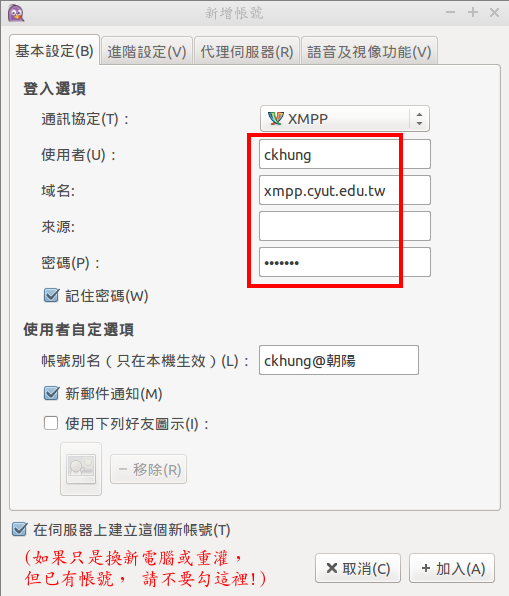 新增帳號
基本設定(B) 進階設定(V) 代理伺服器(R) 語音及視像功能(V)
登入選項
通訊協定(T)： XMPP
使用者(U)： ckhung
域名: xmpp.cyut.edu.tw
來源:
密碼(P)： •••••••
記住密碼(W)
使用者自定選項
帳號別名（只在本機生效）(L)： ckhung@朝陽
新郵件通知(M)
使用下列好友圖示(I)：
移除(R)
在伺服器上建立這個新帳號(T)
(如果只是換新電腦或重灌，
但已有帳號， 請不要勾這裡!)
取消(C) 加入(A)